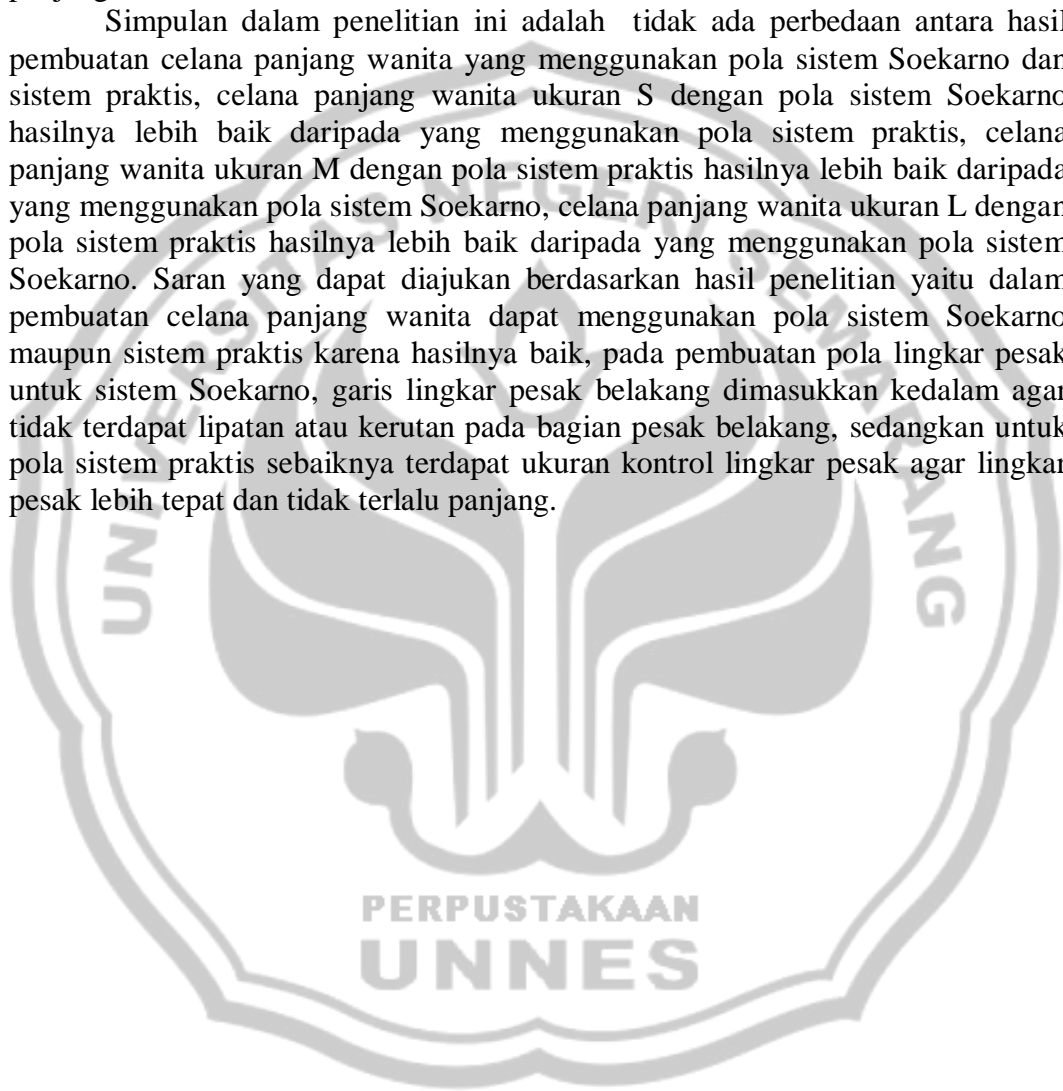 Simpulan dalam penelitian ini adalah tidak ada perbedaan antara hasil
pembuatan celana panjang wanita yang menggunakan pola sistem Soekarno dan
sistem praktis, celana panjang wanita ukuran S dengan pola sistem Soekarno
hasilnya lebih baik daripada yang menggunakan pola sistem praktis, celana
panjang wanita ukuran M dengan pola sistem praktis hasilnya lebih baik daripada
yang menggunakan pola sistem Soekarno, celana panjang wanita ukuran L dengan
pola sistem praktis hasilnya lebih baik daripada yang menggunakan pola sistem
Soekarno. Saran yang dapat diajukan berdasarkan hasil penelitian yaitu dalam
pembuatan celana panjang wanita dapat menggunakan pola sistem Soekarno
maupun sistem praktis karena hasilnya baik, pada pembuatan pola lingkar pesak
untuk sistem Soekarno, garis lingkar pesak belakang dimasukkan kedalam agar
tidak terdapat lipatan atau kerutan pada bagian pesak belakang, sedangkan untuk
pola sistem praktis sebaiknya terdapat ukuran kontrol lingkar pesak agar lingkar
pesak lebih tepat dan tidak terlalu panjang.
UNIVERSITAS NEGERI SEMARANG
PERPUSTAKAAN
UNNES